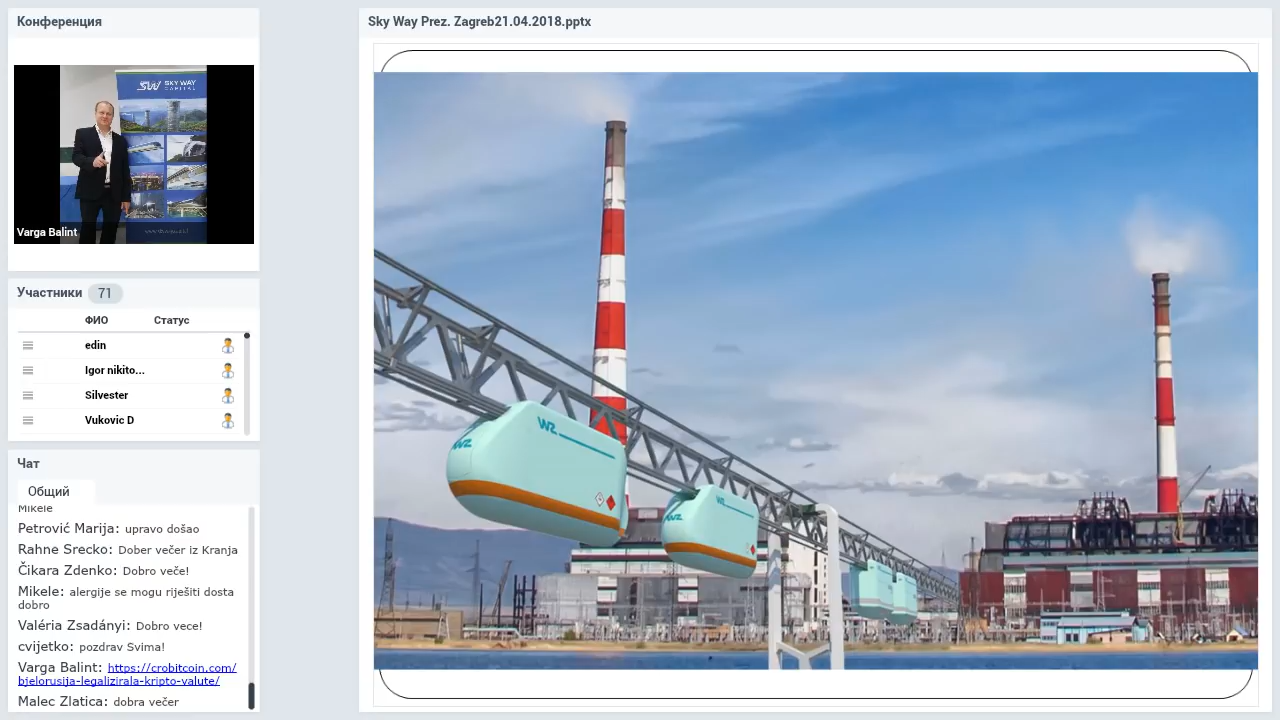 Конференция
SKY WAY
CAPITAL
Varga Balint
Участники 71
ФИО Статус
edin
Igor nikito...
Silvester
Vukovic D
Чат
Общий
Mikele
Petrović Marija: upravo došao
Rahne Srecko: Dober večer iz Kranja
Čikara Zdenko: Dobro veče!
Mikele: alergije se mogu riješiti dosta
dobro
Valéria Zsadányi: Dobro vece!
cvijetko: pozdrav Svima!
Varga Balint: https://crobitcoin.com/
bjelorusija-legalizirala-kripto-valute/
Malec Zlatica: dobra večer
Sky Way Prez. Zagreb21.04.2018.pptx